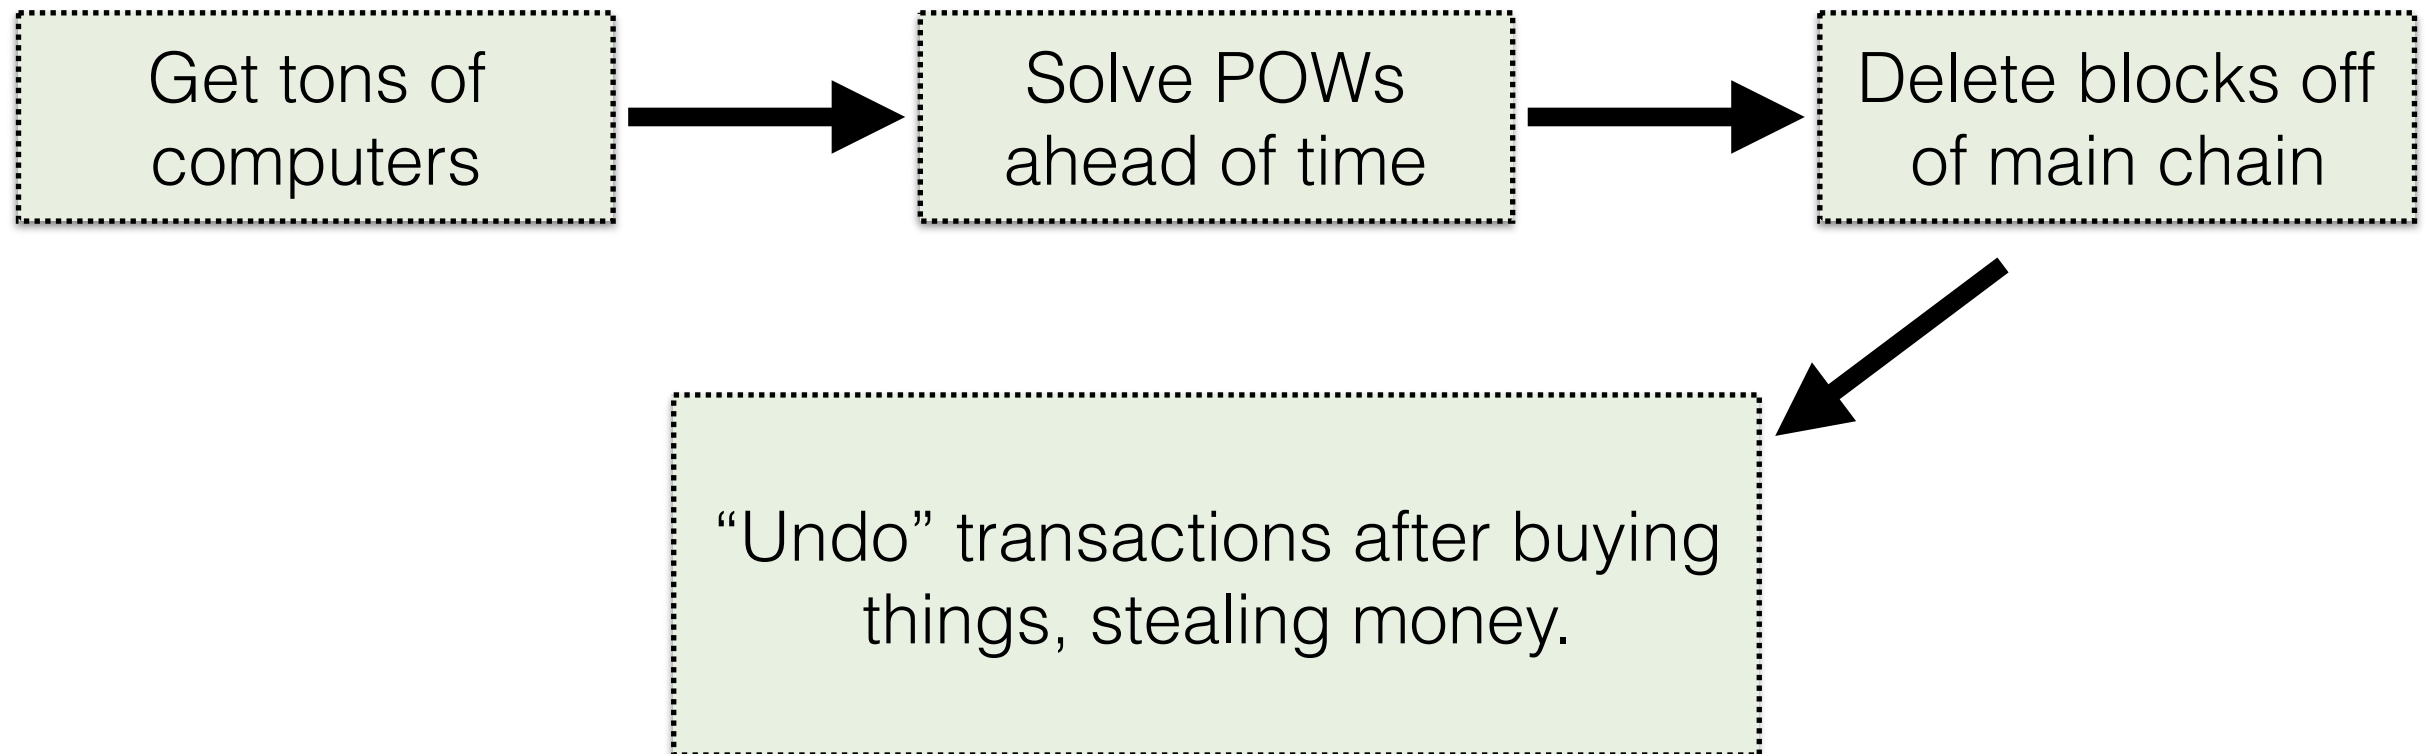 Get tons of
computers
Solve POWs
ahead of time
Delete blocks off
of main chain
“Undo” transactions after buying
things, stealing money.